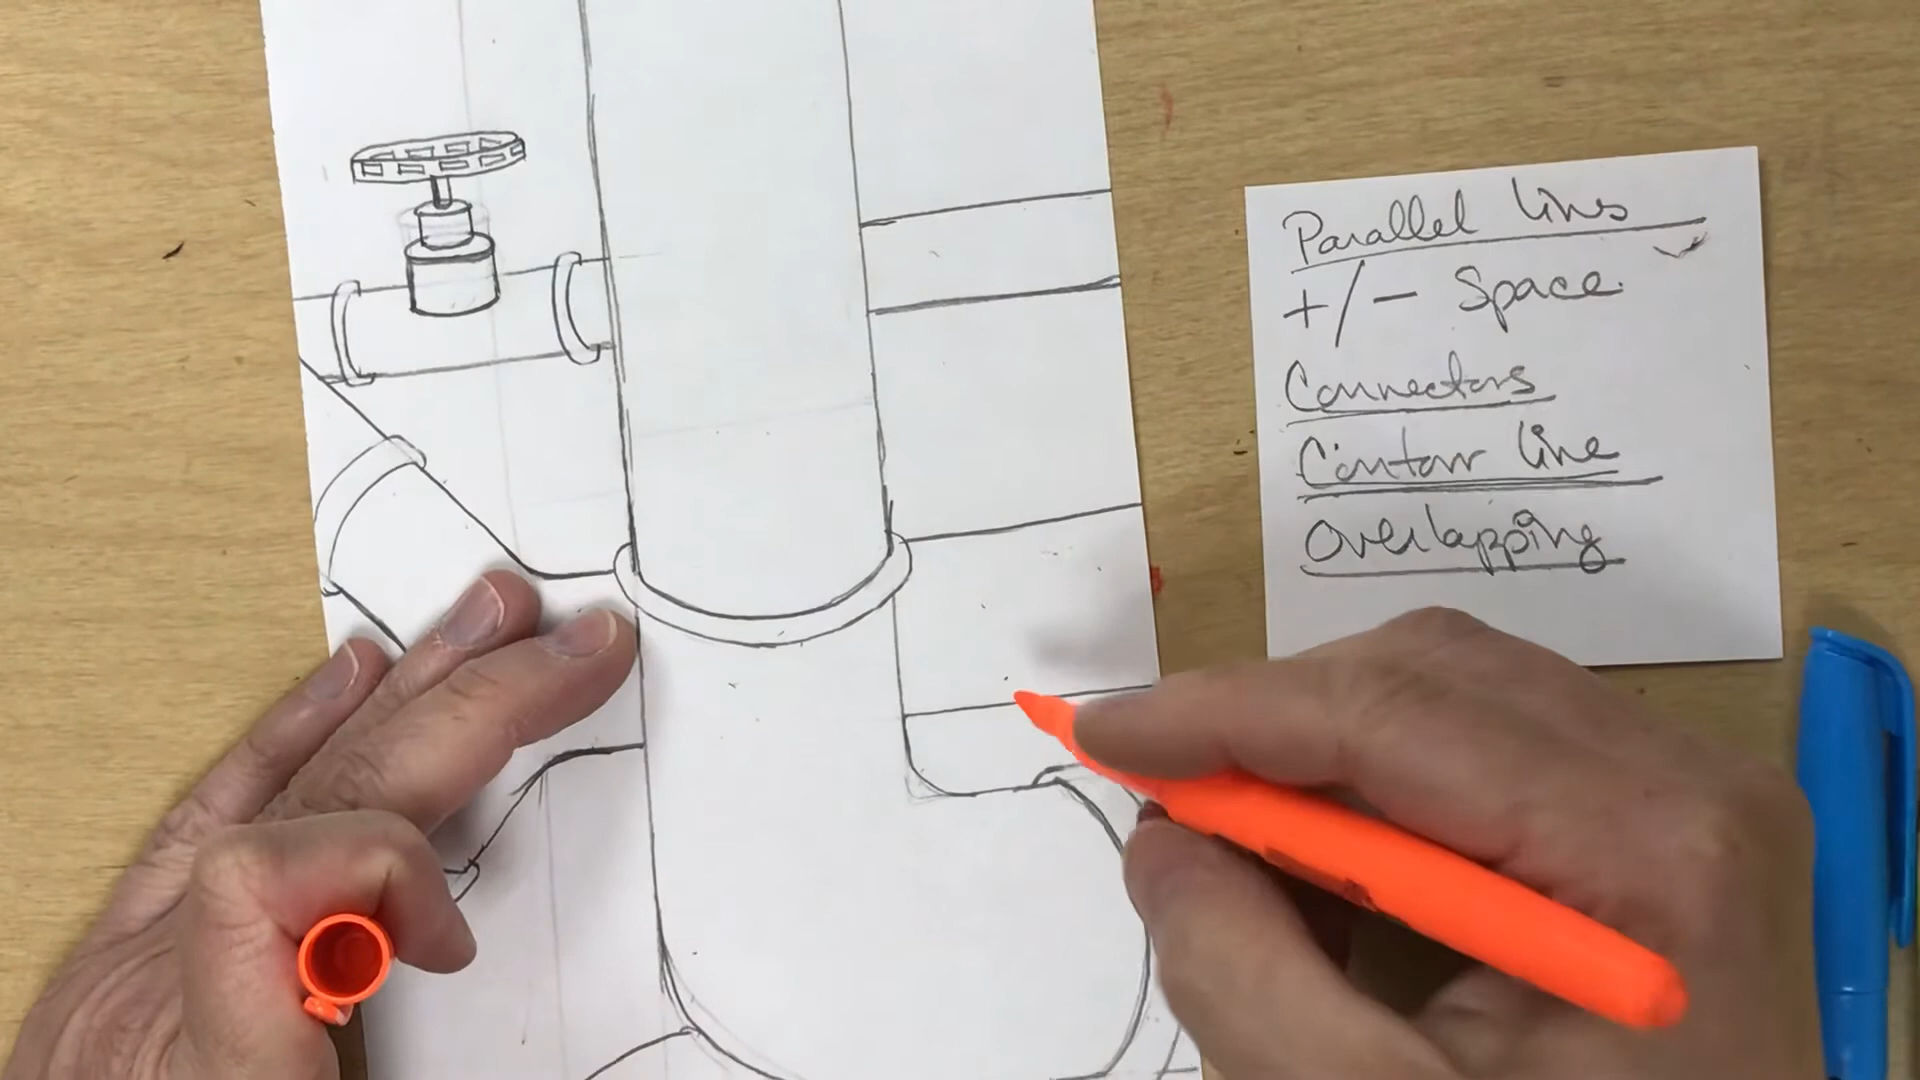 Parallel lines
+/- Space
Connectors
Contour line
Overlapping